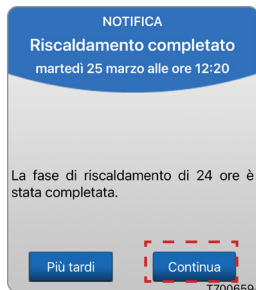 NOTIFICA
Riscaldamento completato
martedì 25 marzo alle ore 12:20
La fase di riscaldamento di 24 ore è
stata completata.
Più tardi
Continua
T700659